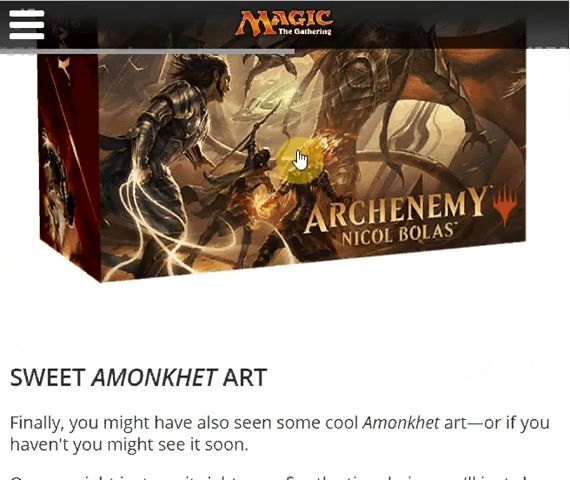 MAGIC
The Gathering
ARCHENEMY
NICOL BOLAS™
SWEET AMONKHET ART
Finally, you might have also seen some cool Amonkhet art—or if you
haven't you might see it soon.